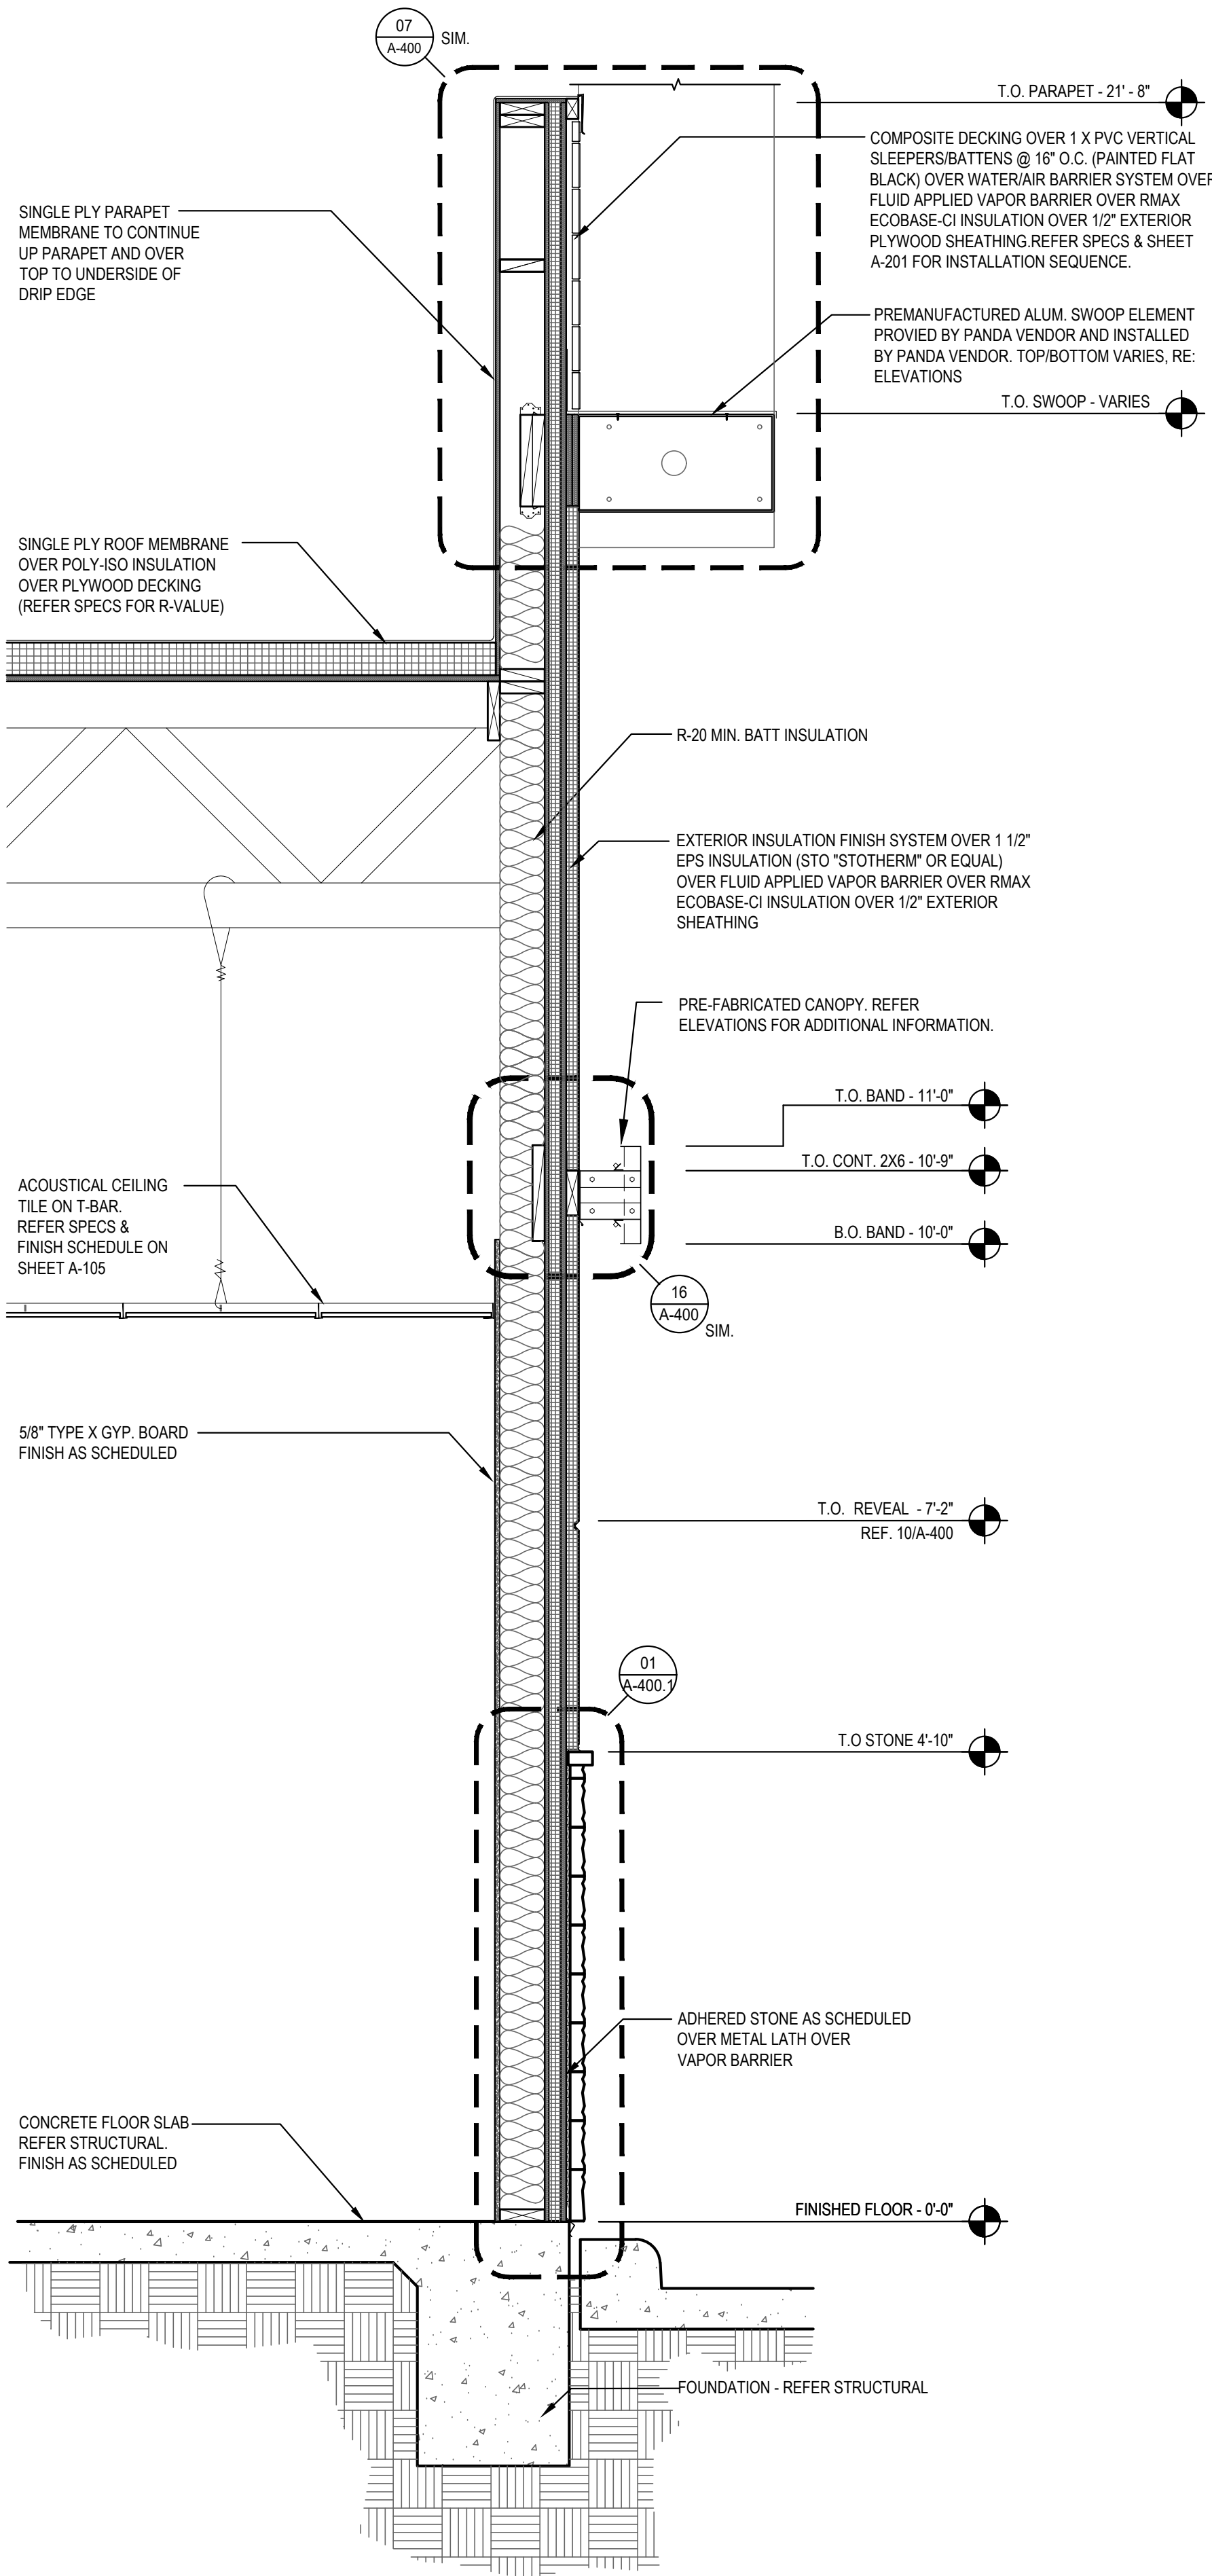 07
A-400
SIM.
T.O. PARAPET - 21' - 8"
COMPOSITE DECKING OVER 1 X PVC VERTICAL
SLEEPERS/BATTENS @ 16" O.C. (PAINTED FLAT
BLACK) OVER WATER/AIR BARRIER SYSTEM OVER
FLUID APPLIED VAPOR BARRIER OVER RMAX
ECOBASE-CI INSULATION OVER 1/2" EXTERIOR
PLYWOOD SHEATHING.REFER SPECS & SHEET
A-201 FOR INSTALLATION SEQUENCE.
SINGLE PLY PARAPET
MEMBRANE TO CONTINUE
UP PARAPET AND OVER
TOP TO UNDERSIDE OF
DRIP EDGE
PREMANUFACTURED ALUM. SWOOP ELEMENT
PROVIED BY PANDA VENDOR AND INSTALLED
BY PANDA VENDOR. TOP/BOTTOM VARIES, RE:
ELEVATIONS
T.O. SWOOP - VARIES
SINGLE PLY ROOF MEMBRANE
OVER POLY-ISO INSULATION
OVER PLYWOOD DECKING
(REFER SPECS FOR R-VALUE)
R-20 MIN. BATT INSULATION
EXTERIOR INSULATION FINISH SYSTEM OVER 1 1/2"
EPS INSULATION (STO "STOTHERM" OR EQUAL)
OVER FLUID APPLIED VAPOR BARRIER OVER RMAX
ECOBASE-CI INSULATION OVER 1/2" EXTERIOR
SHEATHING
PRE-FABRICATED CANOPY. REFER
ELEVATIONS FOR ADDITIONAL INFORMATION.
T.O. BAND - 11'-0"
T.O. CONT. 2X6 - 10'-9"
B.O. BAND - 10'-0"
ACOUSTICAL CEILING
TILE ON T-BAR.
REFER SPECS &
FINISH SCHEDULE ON
SHEET A-105
16
A-400
SIM.
5/8" TYPE X GYP. BOARD
FINISH AS SCHEDULED
T.O. REVEAL - 7'-2"
REF. 10/A-400
01
A-400.1
T.O STONE 4'-10"
ADHERED STONE AS SCHEDULED
OVER METAL LATH OVER
VAPOR BARRIER
CONCRETE FLOOR SLAB
REFER STRUCTURAL.
FINISH AS SCHEDULED
FINISHED FLOOR - 0'-0"
FOUNDATION - REFER STRUCTURAL